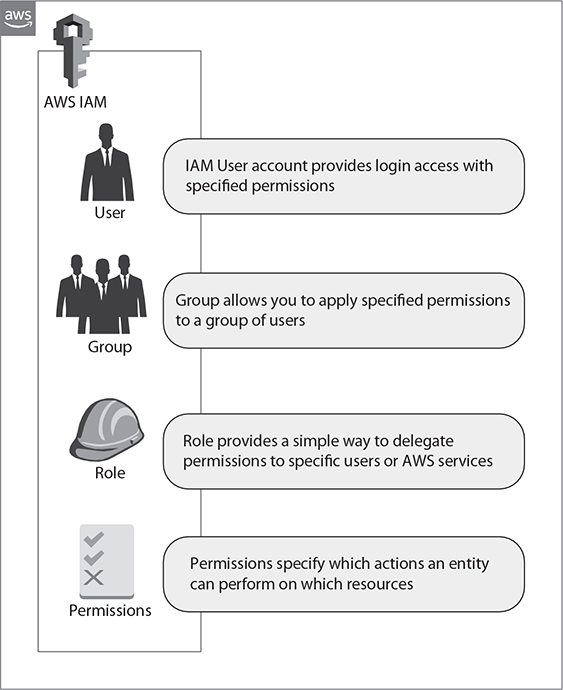 aws
AWS IAM
User
IAM User account provides login access with
specified permissions
Group
Group allows you to apply specified permissions
to a group of users
Role
Role provides a simple way to delegate
permissions to specific users or AWS services
Permissions
Permissions specify which actions an entity
can perform on which resources